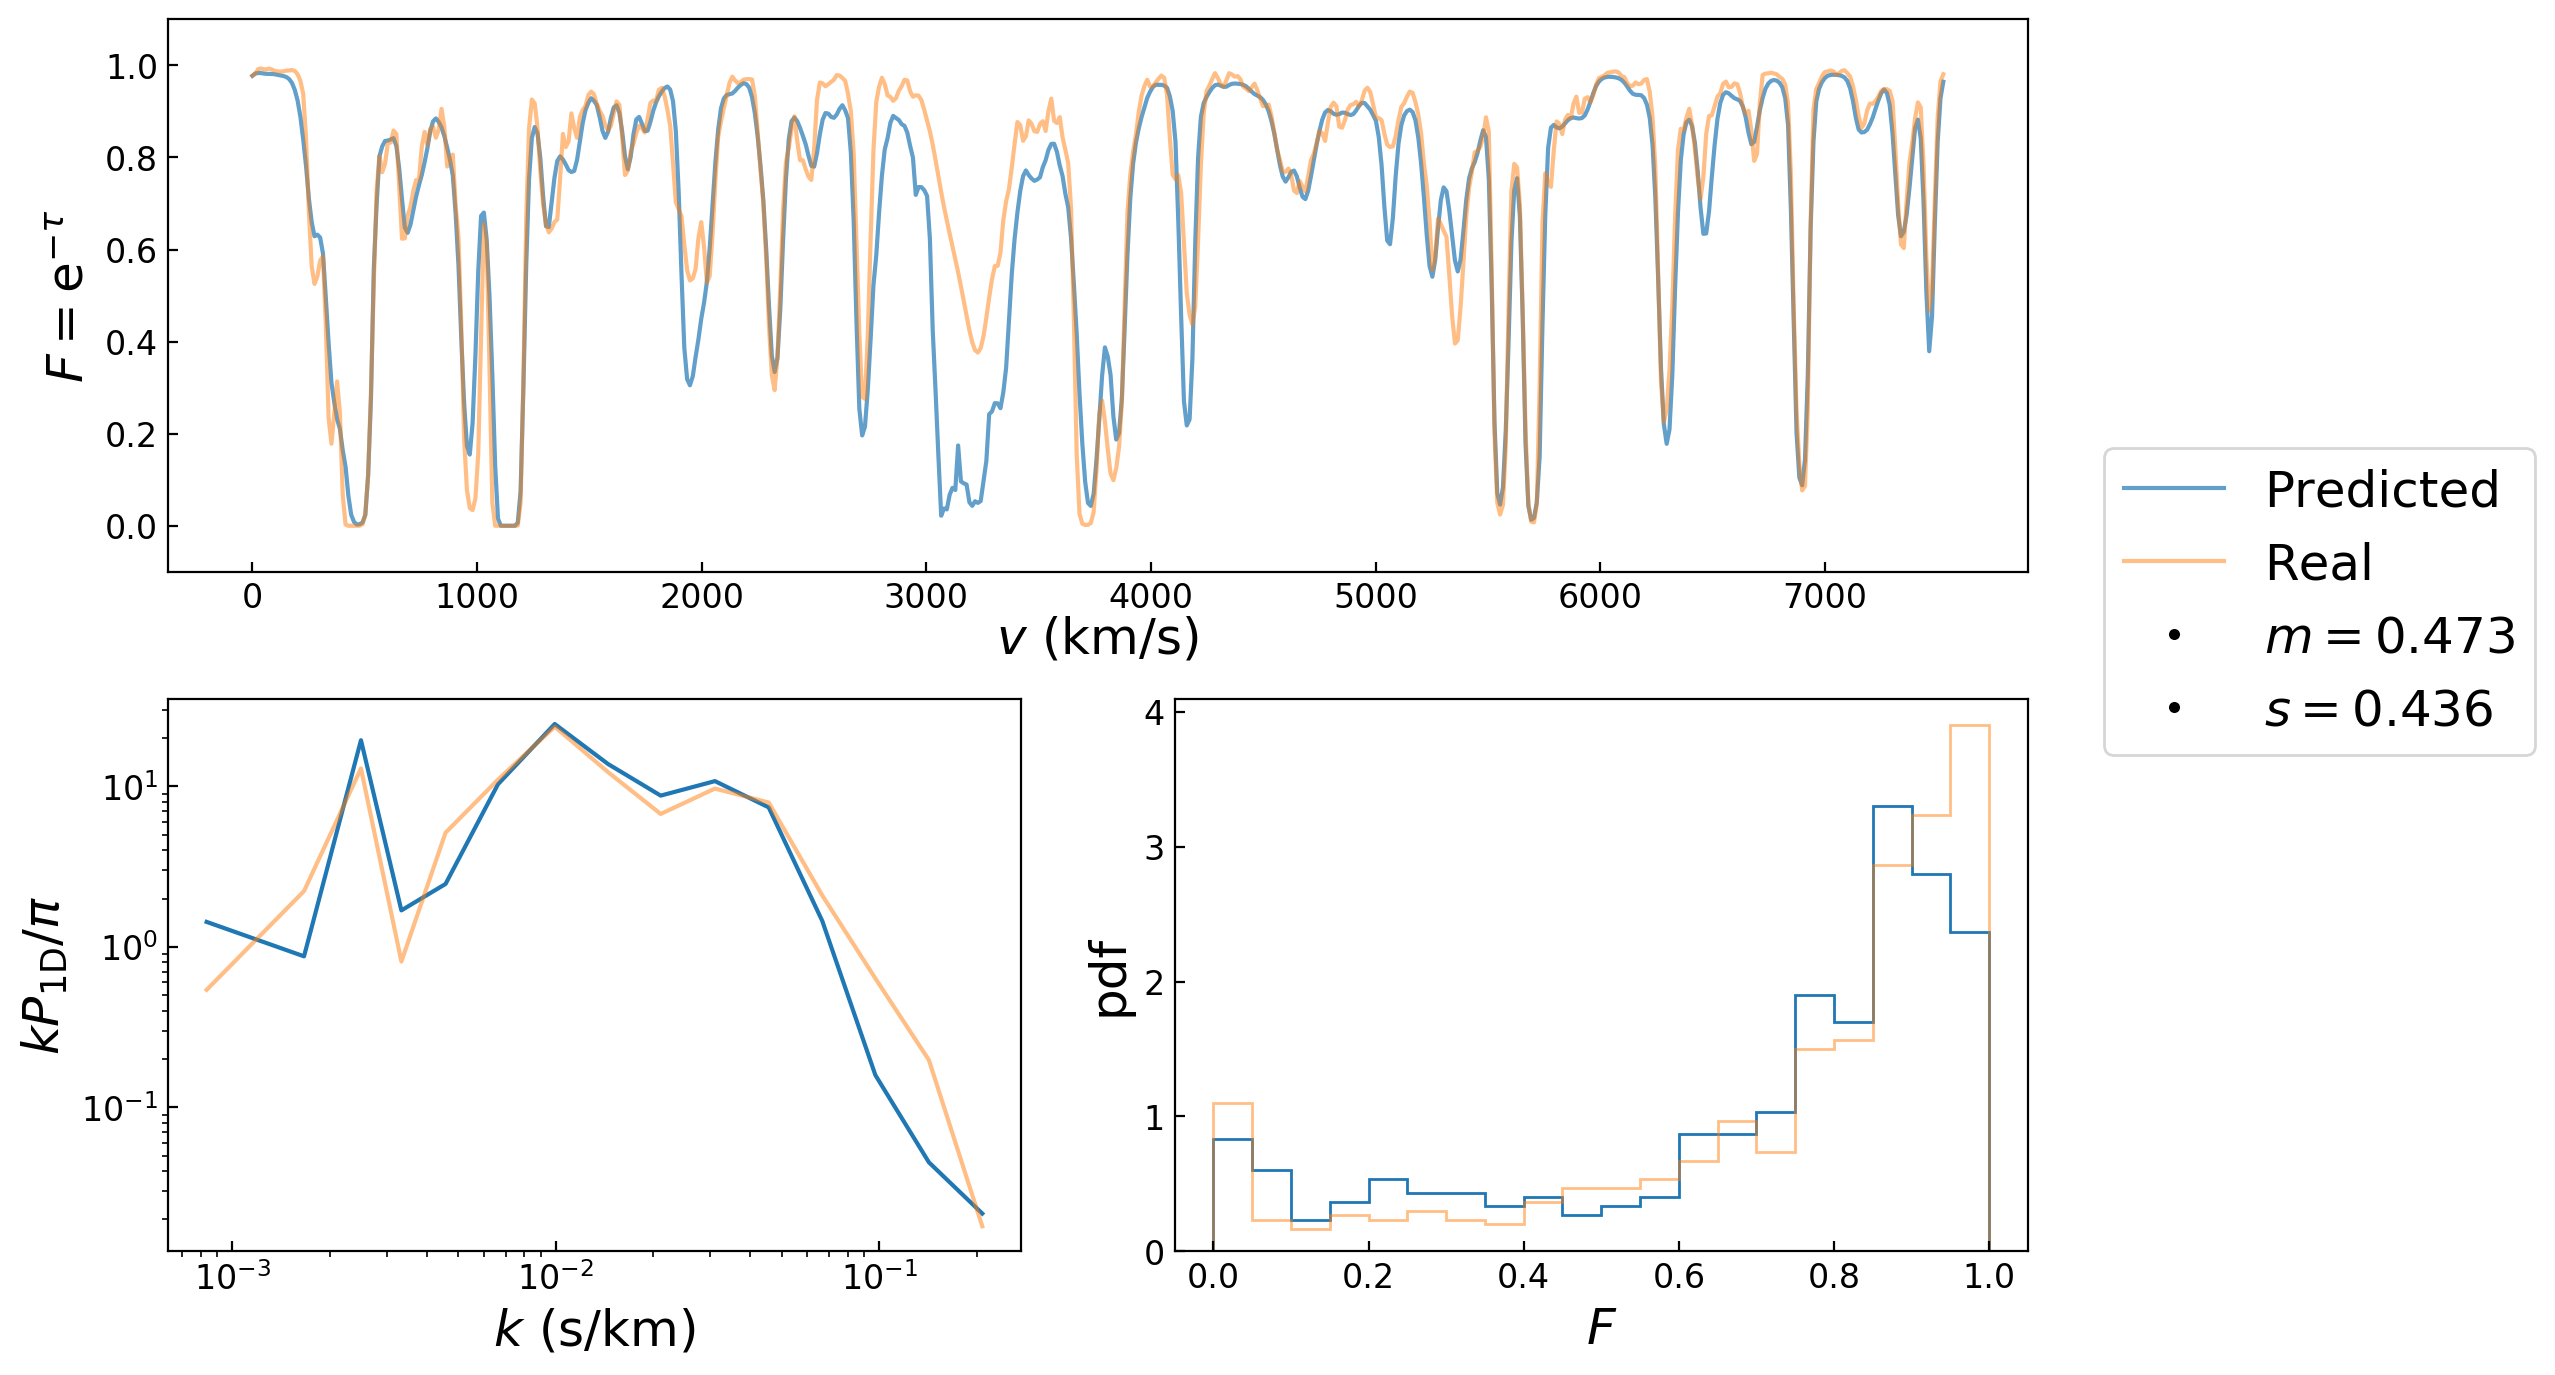 F = e^{-τ}
1.0
0.8
0.6
0.4
0.2
0.0
0 1000 2000 3000 4000 5000 6000 7000
v (km/s)
Predicted
Real
m = 0.473
s = 0.436
kP_{1D}/π
10^1
10^0
10^{-1}
10^{-3} 10^{-2} 10^{-1}
k (s/km)
pdf
4
3
2
1
0
0.0 0.2 0.4 0.6 0.8 1.0
F